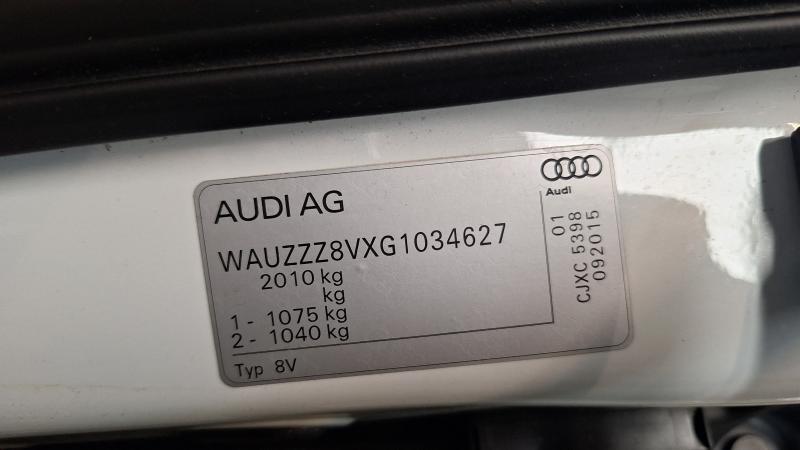 AUDI AG
Audi
WAUZZZ8VXG1034627
2010 kg
kg
1 - 1075 kg
2 - 1040 kg
Typ 8V
01
CJXC 5398
092015